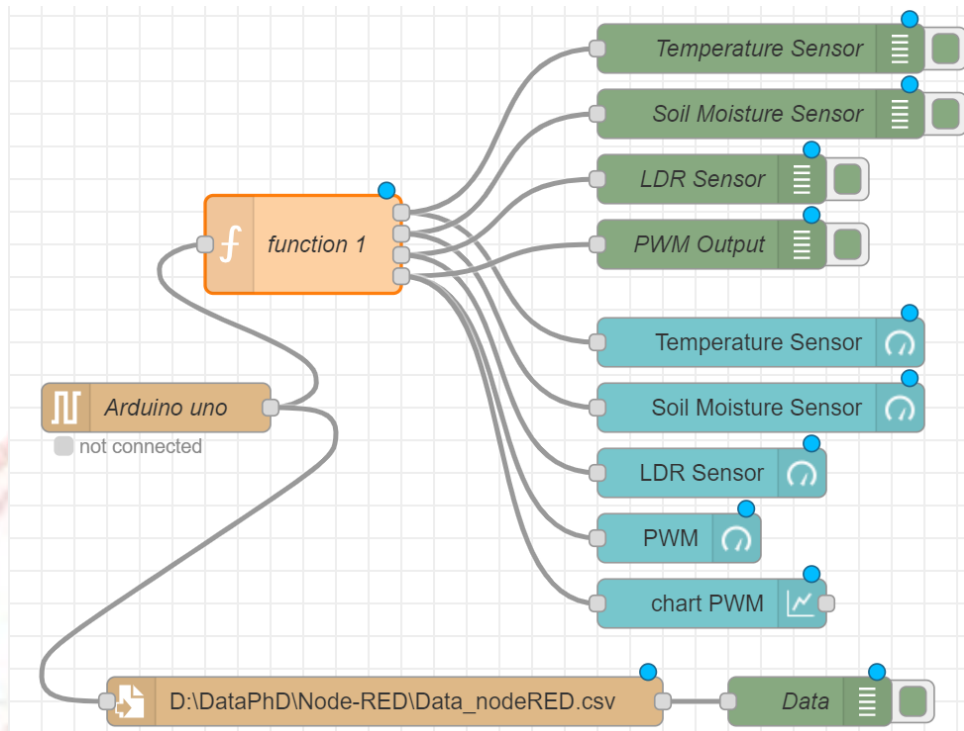 Temperature Sensor
Soil Moisture Sensor
LDR Sensor
PWM Output
function 1
Temperature Sensor
Soil Moisture Sensor
LDR Sensor
PWM
chart PWM
Arduino uno
not connected
D:\DataPhD\Node-RED\Data_nodeRED.csv
Data